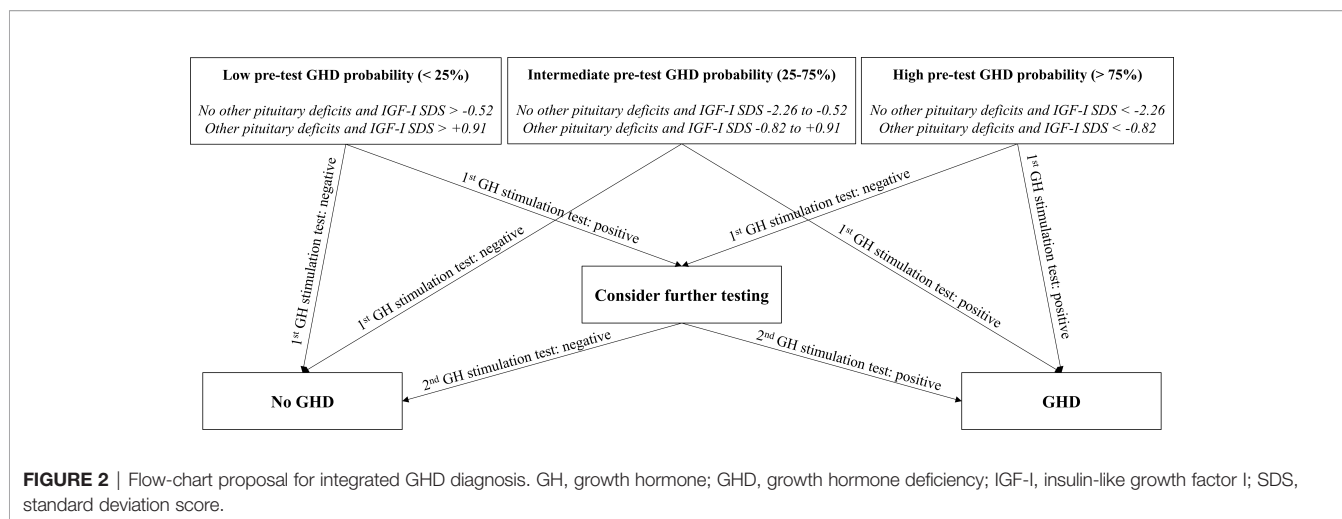 Low pre-test GHD probability (< 25%)
No other pituitary deficits and IGF-I SDS > -0.52
Other pituitary deficits and IGF-I SDS > +0.91
Intermediate pre-test GHD probability (25-75%)
No other pituitary deficits and IGF-I SDS -2.26 to -0.52
Other pituitary deficits and IGF-I SDS -0.82 to +0.91
High pre-test GHD probability (> 75%)
No other pituitary deficits and IGF-I SDS < -2.26
Other pituitary deficits and IGF-I SDS < -0.82
1st GH stimulation test: negative
1st GH stimulation test: positive
1st GH stimulation test: negative
1st GH stimulation test: positive
1st GH stimulation test: negative
1st GH stimulation test: positive
Consider further testing
2nd GH stimulation test: negative
2nd GH stimulation test: positive
No GHD
GHD
FIGURE 2 | Flow-chart proposal for integrated GHD diagnosis. GH, growth hormone; GHD, growth hormone deficiency; IGF-I, insulin-like growth factor I; SDS,
standard deviation score.